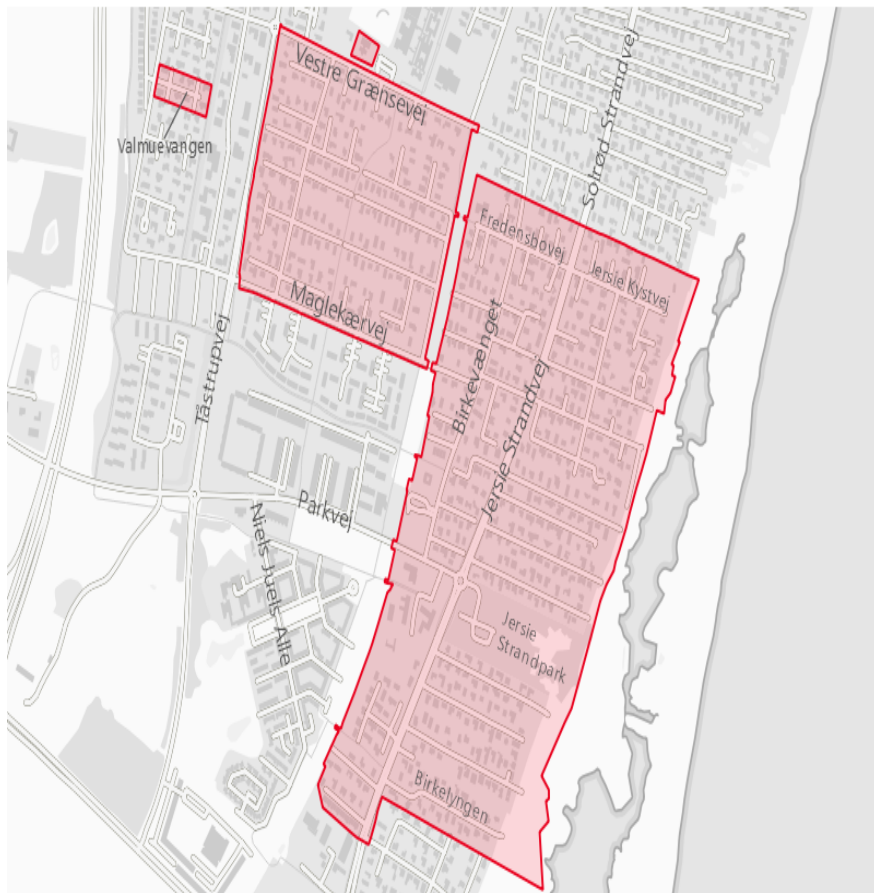 Vestre Grænsevej
Solrød Strandvej
Valmuevangen
Fredensbovej
Jersie Kystvej
Maglekærvej
Birkevænget
Tåstrupvej
Jersie Strandvej
Parkvej
Niels Juels Alle
Jersie
Strandpark
Birkelyngen